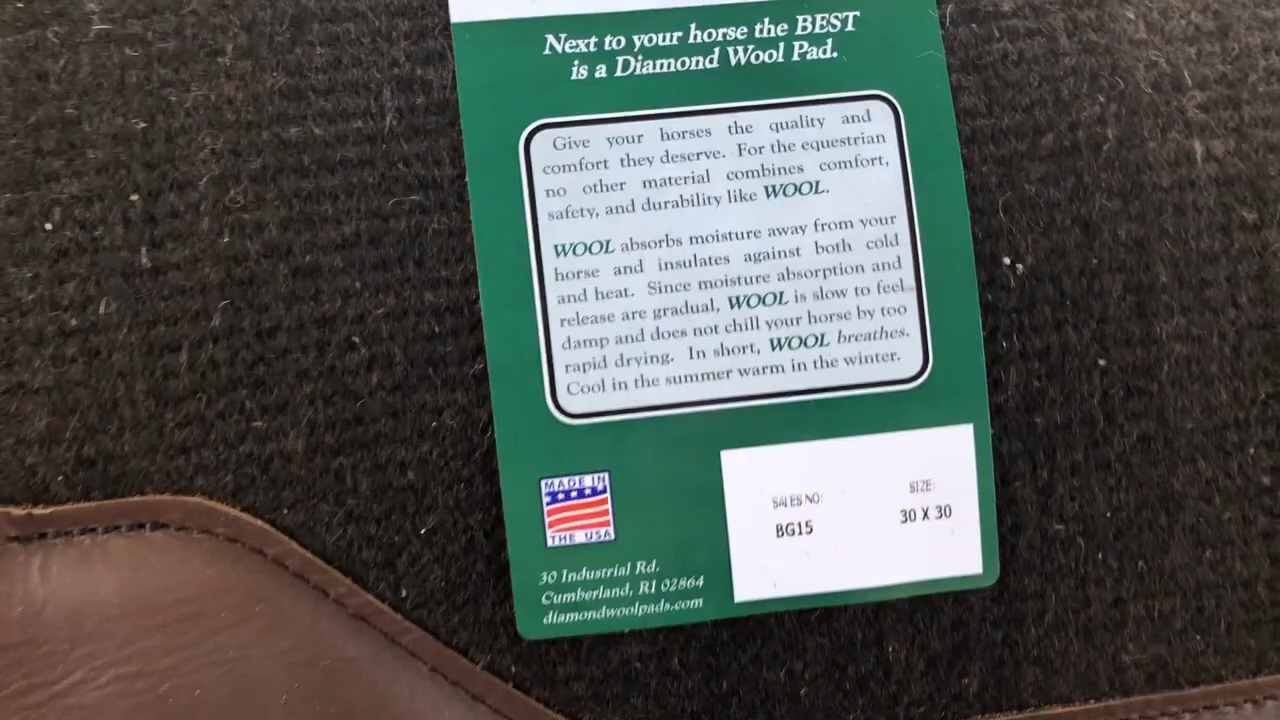 Next to your horse the BEST
is a Diamond Wool Pad.
Give your horses the quality and
comfort they deserve. For the equestrian
no other material combines comfort,
safety, and durability like WOOL.
WOOL absorbs moisture away from your
horse and insulates against both cold
and heat. Since moisture absorption and
release are gradual, WOOL is slow to feel
damp and does not chill your horse by too
rapid drying. In short, WOOL breathes.
Cool in the summer warm in the winter.
MADE IN
THE USA
30 Industrial Rd.
Cumberland, RI 02864
diamondwoolpads.com
SALES NO: SIZE:
BG15 30 X 30